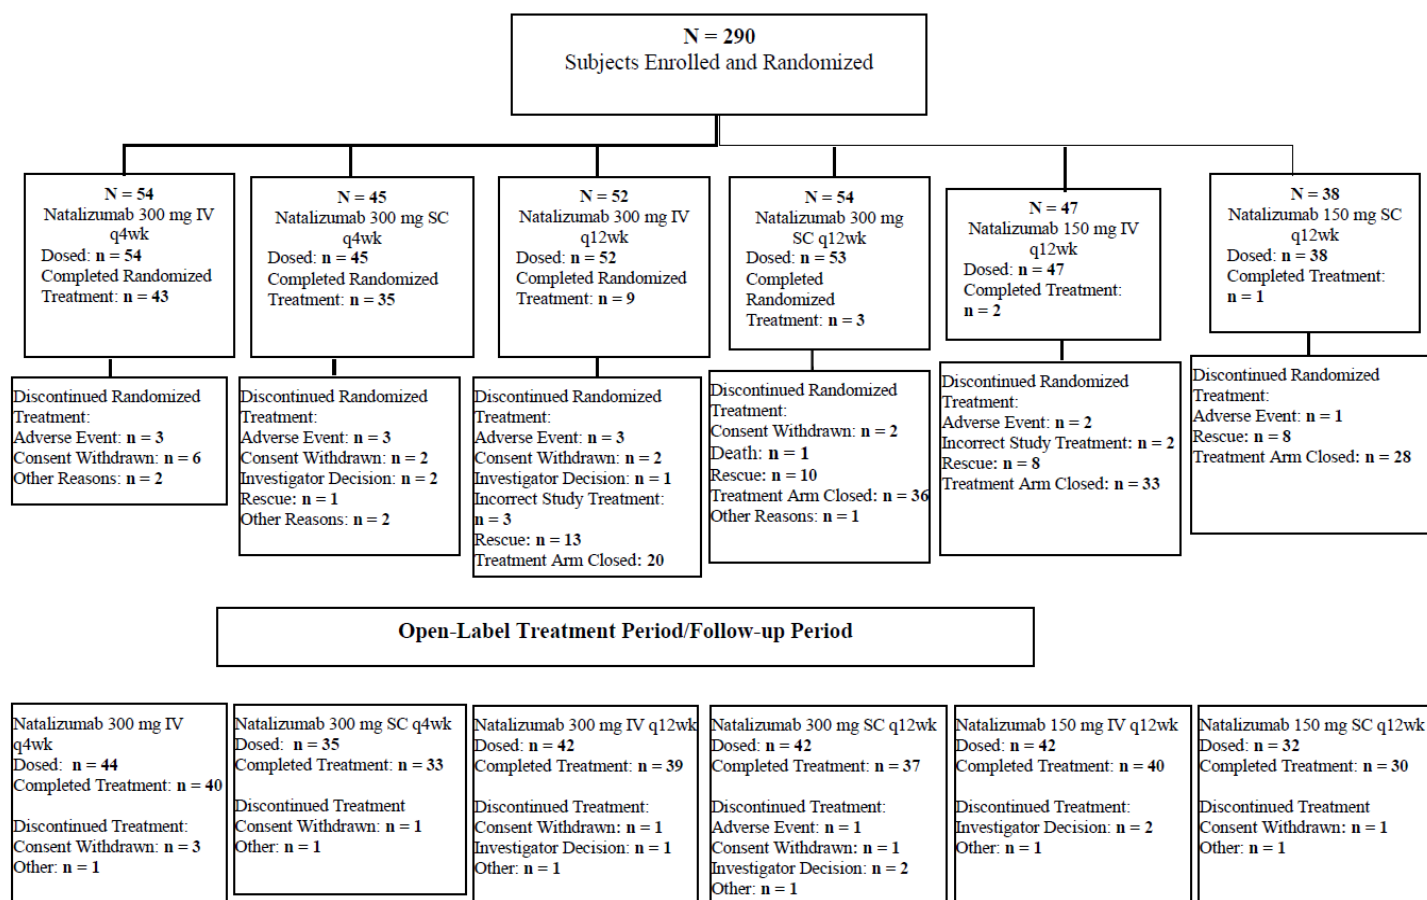 N = 290
Subjects Enrolled and Randomized
N = 54
Natalizumab 300 mg IV
q4wk
Dosed: n = 54
Completed Randomized
Treatment: n = 43
N = 45
Natalizumab 300 mg SC
q4wk
Dosed: n = 45
Completed Randomized
Treatment: n = 35
N = 52
Natalizumab 300 mg IV
q12wk
Dosed: n = 52
Completed Randomized
Treatment: n = 9
N = 54
Natalizumab 300 mg
SC q12wk
Dosed: n = 53
Completed
Randomized
Treatment: n = 3
N = 47
Natalizumab 150 mg IV
q12wk
Dosed: n = 47
Completed Treatment:
n = 2
N = 38
Natalizumab 150 mg SC
q12wk
Dosed: n = 38
Completed Treatment:
n = 1
Discontinued Randomized
Treatment:
Adverse Event: n = 3
Consent Withdrawn: n = 6
Other Reasons: n = 2
Discontinued Randomized
Treatment:
Adverse Event: n = 3
Consent Withdrawn: n = 2
Investigator Decision: n = 2
Rescue: n = 1
Other Reasons: n = 2
Discontinued Randomized
Treatment:
Adverse Event: n = 3
Consent Withdrawn: n = 2
Investigator Decision: n = 1
Incorrect Study Treatment:
n = 3
Rescue: n = 13
Treatment Arm Closed: 20
Discontinued Randomized
Treatment:
Consent Withdrawn: n = 2
Death: n = 1
Rescue: n = 10
Treatment Arm Closed: n = 36
Other Reasons: n = 1
Discontinued Randomized
Treatment:
Adverse Event: n = 2
Incorrect Study Treatment: n = 2
Rescue: n = 8
Treatment Arm Closed: n = 33
Discontinued Randomized
Treatment:
Adverse Event: n = 1
Rescue: n = 8
Treatment Arm Closed: n = 28
Open-Label Treatment Period/Follow-up Period
Natalizumab 300 mg IV
q4wk
Dosed: n = 44
Completed Treatment: n = 40
Discontinued Treatment:
Consent Withdrawn: n = 3
Other: n = 1
Natalizumab 300 mg SC q4wk
Dosed: n = 35
Completed Treatment: n = 33
Discontinued Treatment
Consent Withdrawn: n = 1
Other: n = 1
Natalizumab 300 mg IV q12wk
Dosed: n = 42
Completed Treatment: n = 39
Discontinued Treatment:
Consent Withdrawn: n = 1
Investigator Decision: n = 1
Other: n = 1
Natalizumab 300 mg SC q12wk
Dosed: n = 42
Completed Treatment: n = 37
Discontinued Treatment:
Adverse Event: n = 1
Consent Withdrawn: n = 1
Investigator Decision: n = 2
Other: n = 1
Natalizumab 150 mg IV q12wk
Dosed: n = 42
Completed Treatment: n = 40
Discontinued Treatment:
Investigator Decision: n = 2
Other: n = 1
Natalizumab 150 mg SC q12wk
Dosed: n = 32
Completed Treatment: n = 30
Discontinued Treatment
Consent Withdrawn: n = 1
Other: n = 1